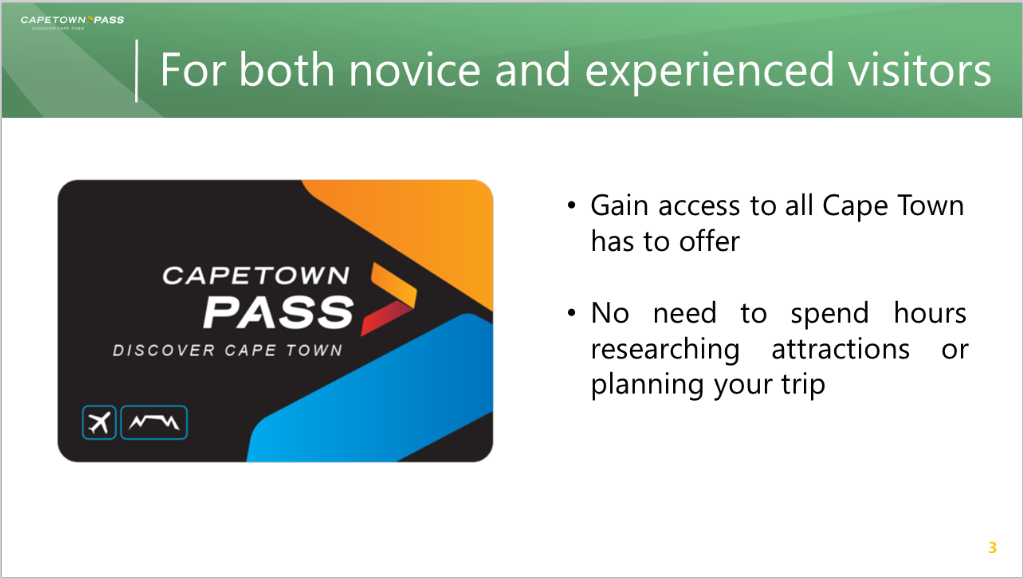 CAPETOWN PASS
DISCOVER CAPE TOWN
For both novice and experienced visitors
CAPETOWN
PASS
DISCOVER CAPE TOWN
• Gain access to all Cape Town
has to offer
• No need to spend hours
researching attractions or
planning your trip
3